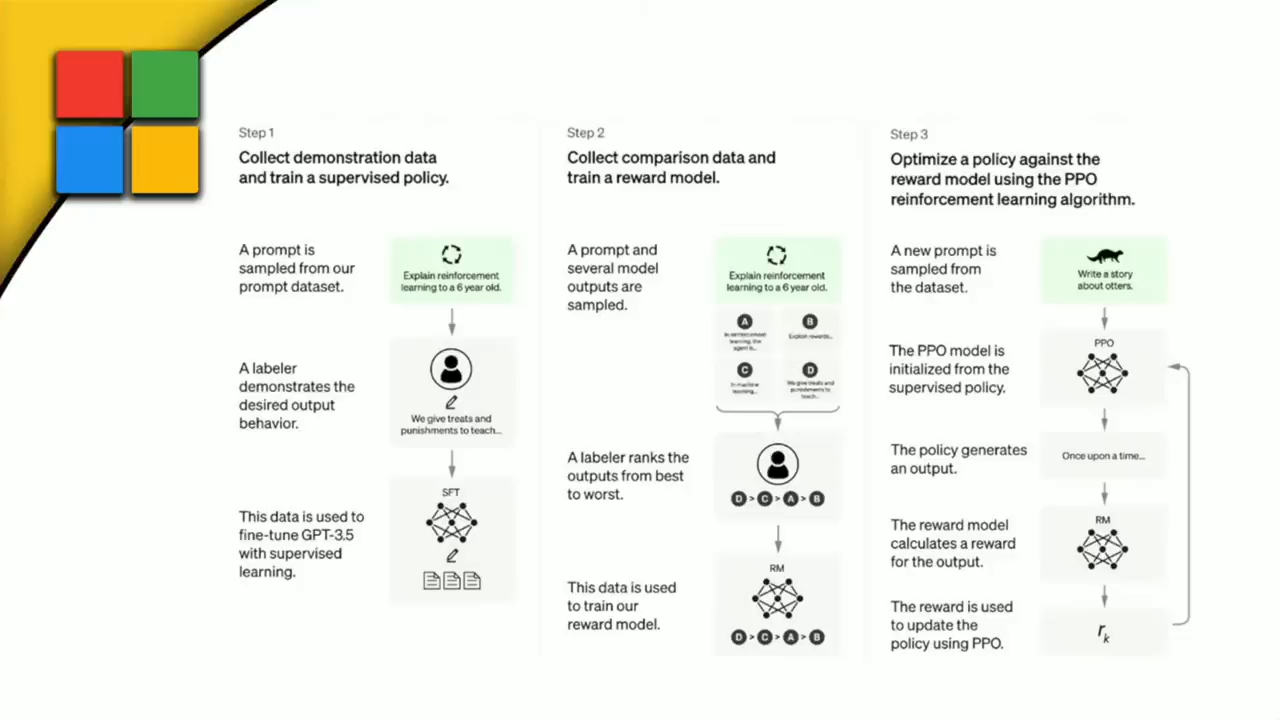 Step 1
Collect demonstration data
and train a supervised policy.
A prompt is
sampled from our
prompt dataset.
Explain reinforcement
learning to a 6 year old.
A labeler
demonstrates the
desired output
behavior.
We give treats and
punishments to teach...
This data is used to
fine-tune GPT-3.5
with supervised
learning.
SFT
Step 2
Collect comparison data and
train a reward model.
A prompt and
several model
outputs are
sampled.
Explain reinforcement
learning to a 6 year old.
A
In reinforcement
learning, the
agent is...
B
Explain rewards...
C
In machine
learning...
D
We give treats and
punishments to
teach...
A labeler ranks the
outputs from best
to worst.
D > C > A > B
This data is used
to train our
reward model.
RM
D > C > A > B
Step 3
Optimize a policy against the
reward model using the PPO
reinforcement learning algorithm.
A new prompt is
sampled from
the dataset.
Write a story
about otters.
The PPO model is
initialized from the
supervised policy.
PPO
The policy generates
an output.
Once upon a time...
The reward model
calculates a reward
for the output.
RM
The reward is used
to update the
policy using PPO.
rk